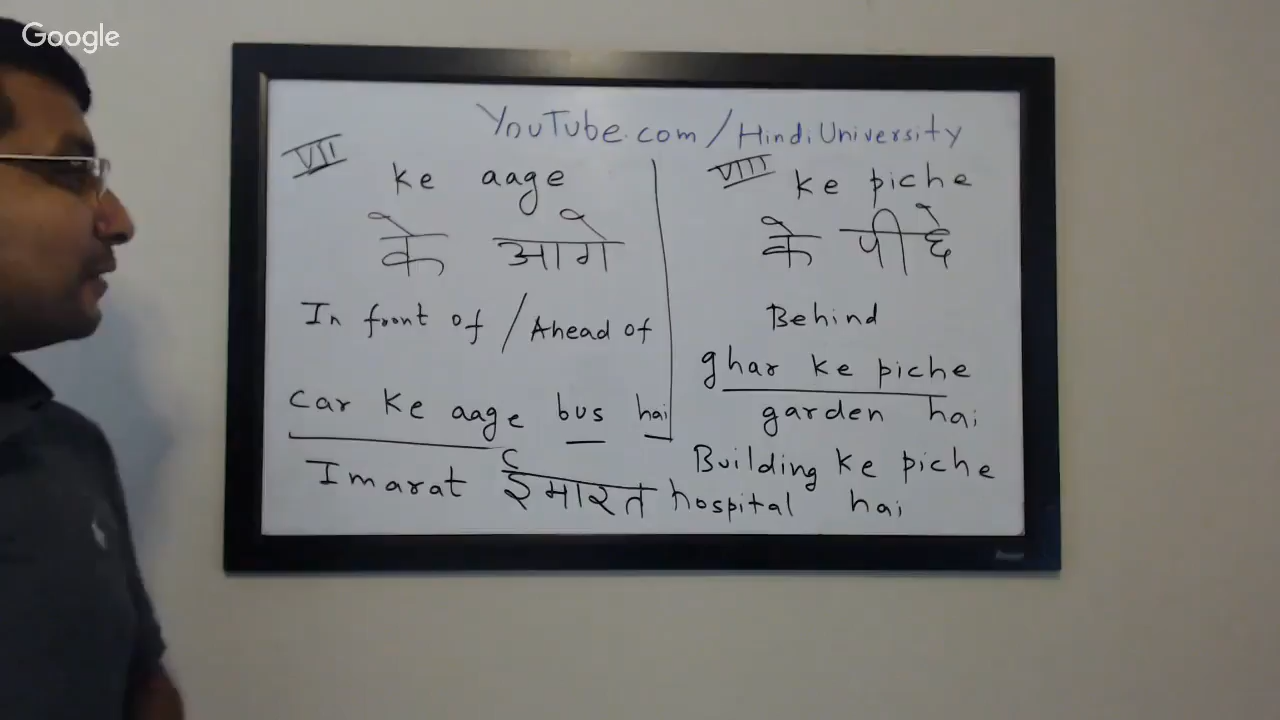 Google
YouTube.com/HindiUniversity
VII
ke aage
के आगे
In front of / Ahead of
car ke aage bus hai
Imarat ईमारत
VIII
ke piche
के पीछे
Behind
ghar ke piche
garden hai
Building ke piche
hospital hai